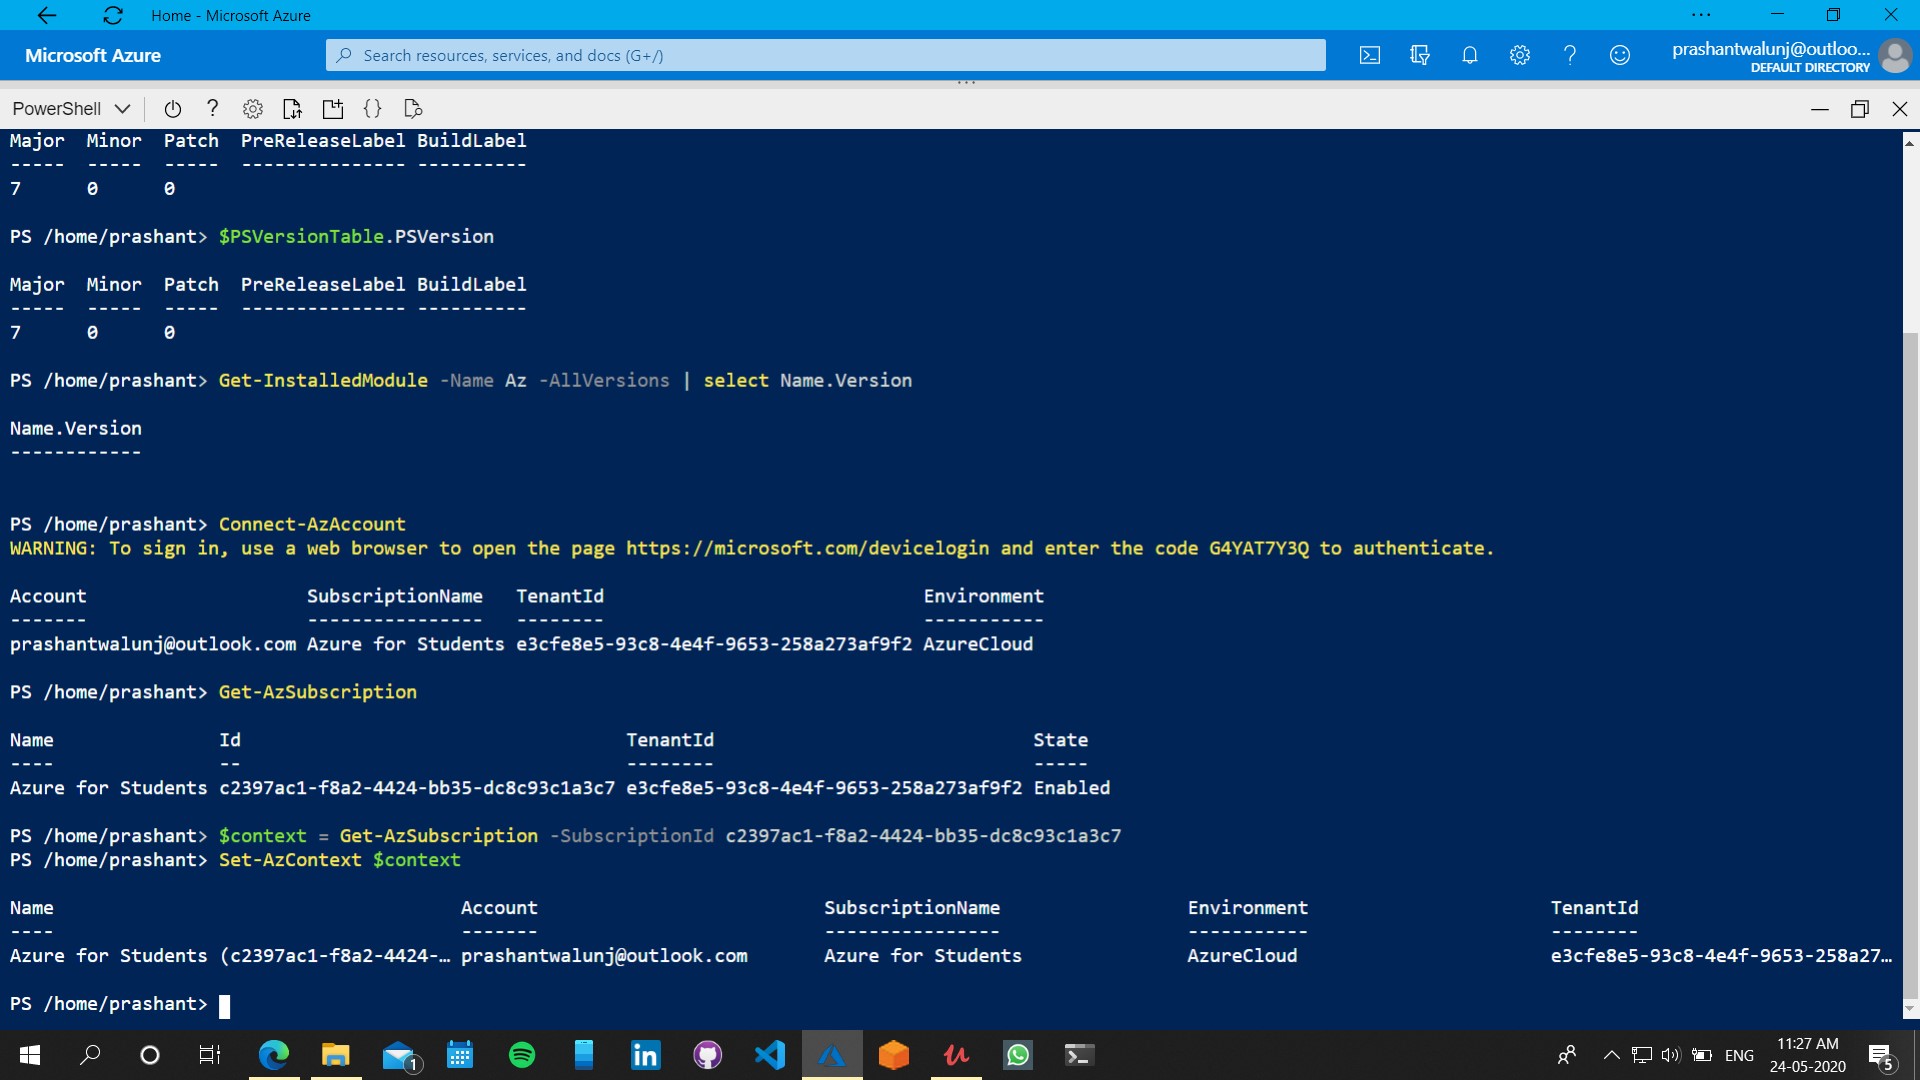 Home - Microsoft Azure
Microsoft Azure
Search resources, services, and docs (G+/)
prashantwalunj@outloo...
DEFAULT DIRECTORY
PowerShell
Major  Minor  Patch  PreReleaseLabel BuildLabel
-----  -----  -----  --------------- ----------
7      0      0
PS /home/prashant> $PSVersionTable.PSVersion
Major  Minor  Patch  PreReleaseLabel BuildLabel
-----  -----  -----  --------------- ----------
7      0      0
PS /home/prashant> Get-InstalledModule -Name Az -AllVersions | select Name.Version
Name.Version
------------
PS /home/prashant> Connect-AzAccount
WARNING: To sign in, use a web browser to open the page https://microsoft.com/devicelogin and enter the code G4YAT7Y3Q to authenticate.
Account                    SubscriptionName   TenantId                             Environment
-------                    ----------------   --------                             -----------
prashantwalunj@outlook.com Azure for Students e3cfe8e5-93c8-4e4f-9653-258a273af9f2 AzureCloud
PS /home/prashant> Get-AzSubscription
Name               Id                                   TenantId                             State
----               --                                   --------                             -----
Azure for Students c2397ac1-f8a2-4424-bb35-dc8c93c1a3c7 e3cfe8e5-93c8-4e4f-9653-258a273af9f2 Enabled
PS /home/prashant> $context = Get-AzSubscription -SubscriptionId c2397ac1-f8a2-4424-bb35-dc8c93c1a3c7
PS /home/prashant> Set-AzContext $context
Name                                     Account                          SubscriptionName                 Environment                      TenantId
----                                     -------                          ----------------                 -----------                      --------
Azure for Students (c2397ac1-f8a2-4424-… prashantwalunj@outlook.com       Azure for Students               AzureCloud                       e3cfe8e5-93c8-4e4f-9653-258a27…
PS /home/prashant>
1
ENG
11:27 AM
24-05-2020
5